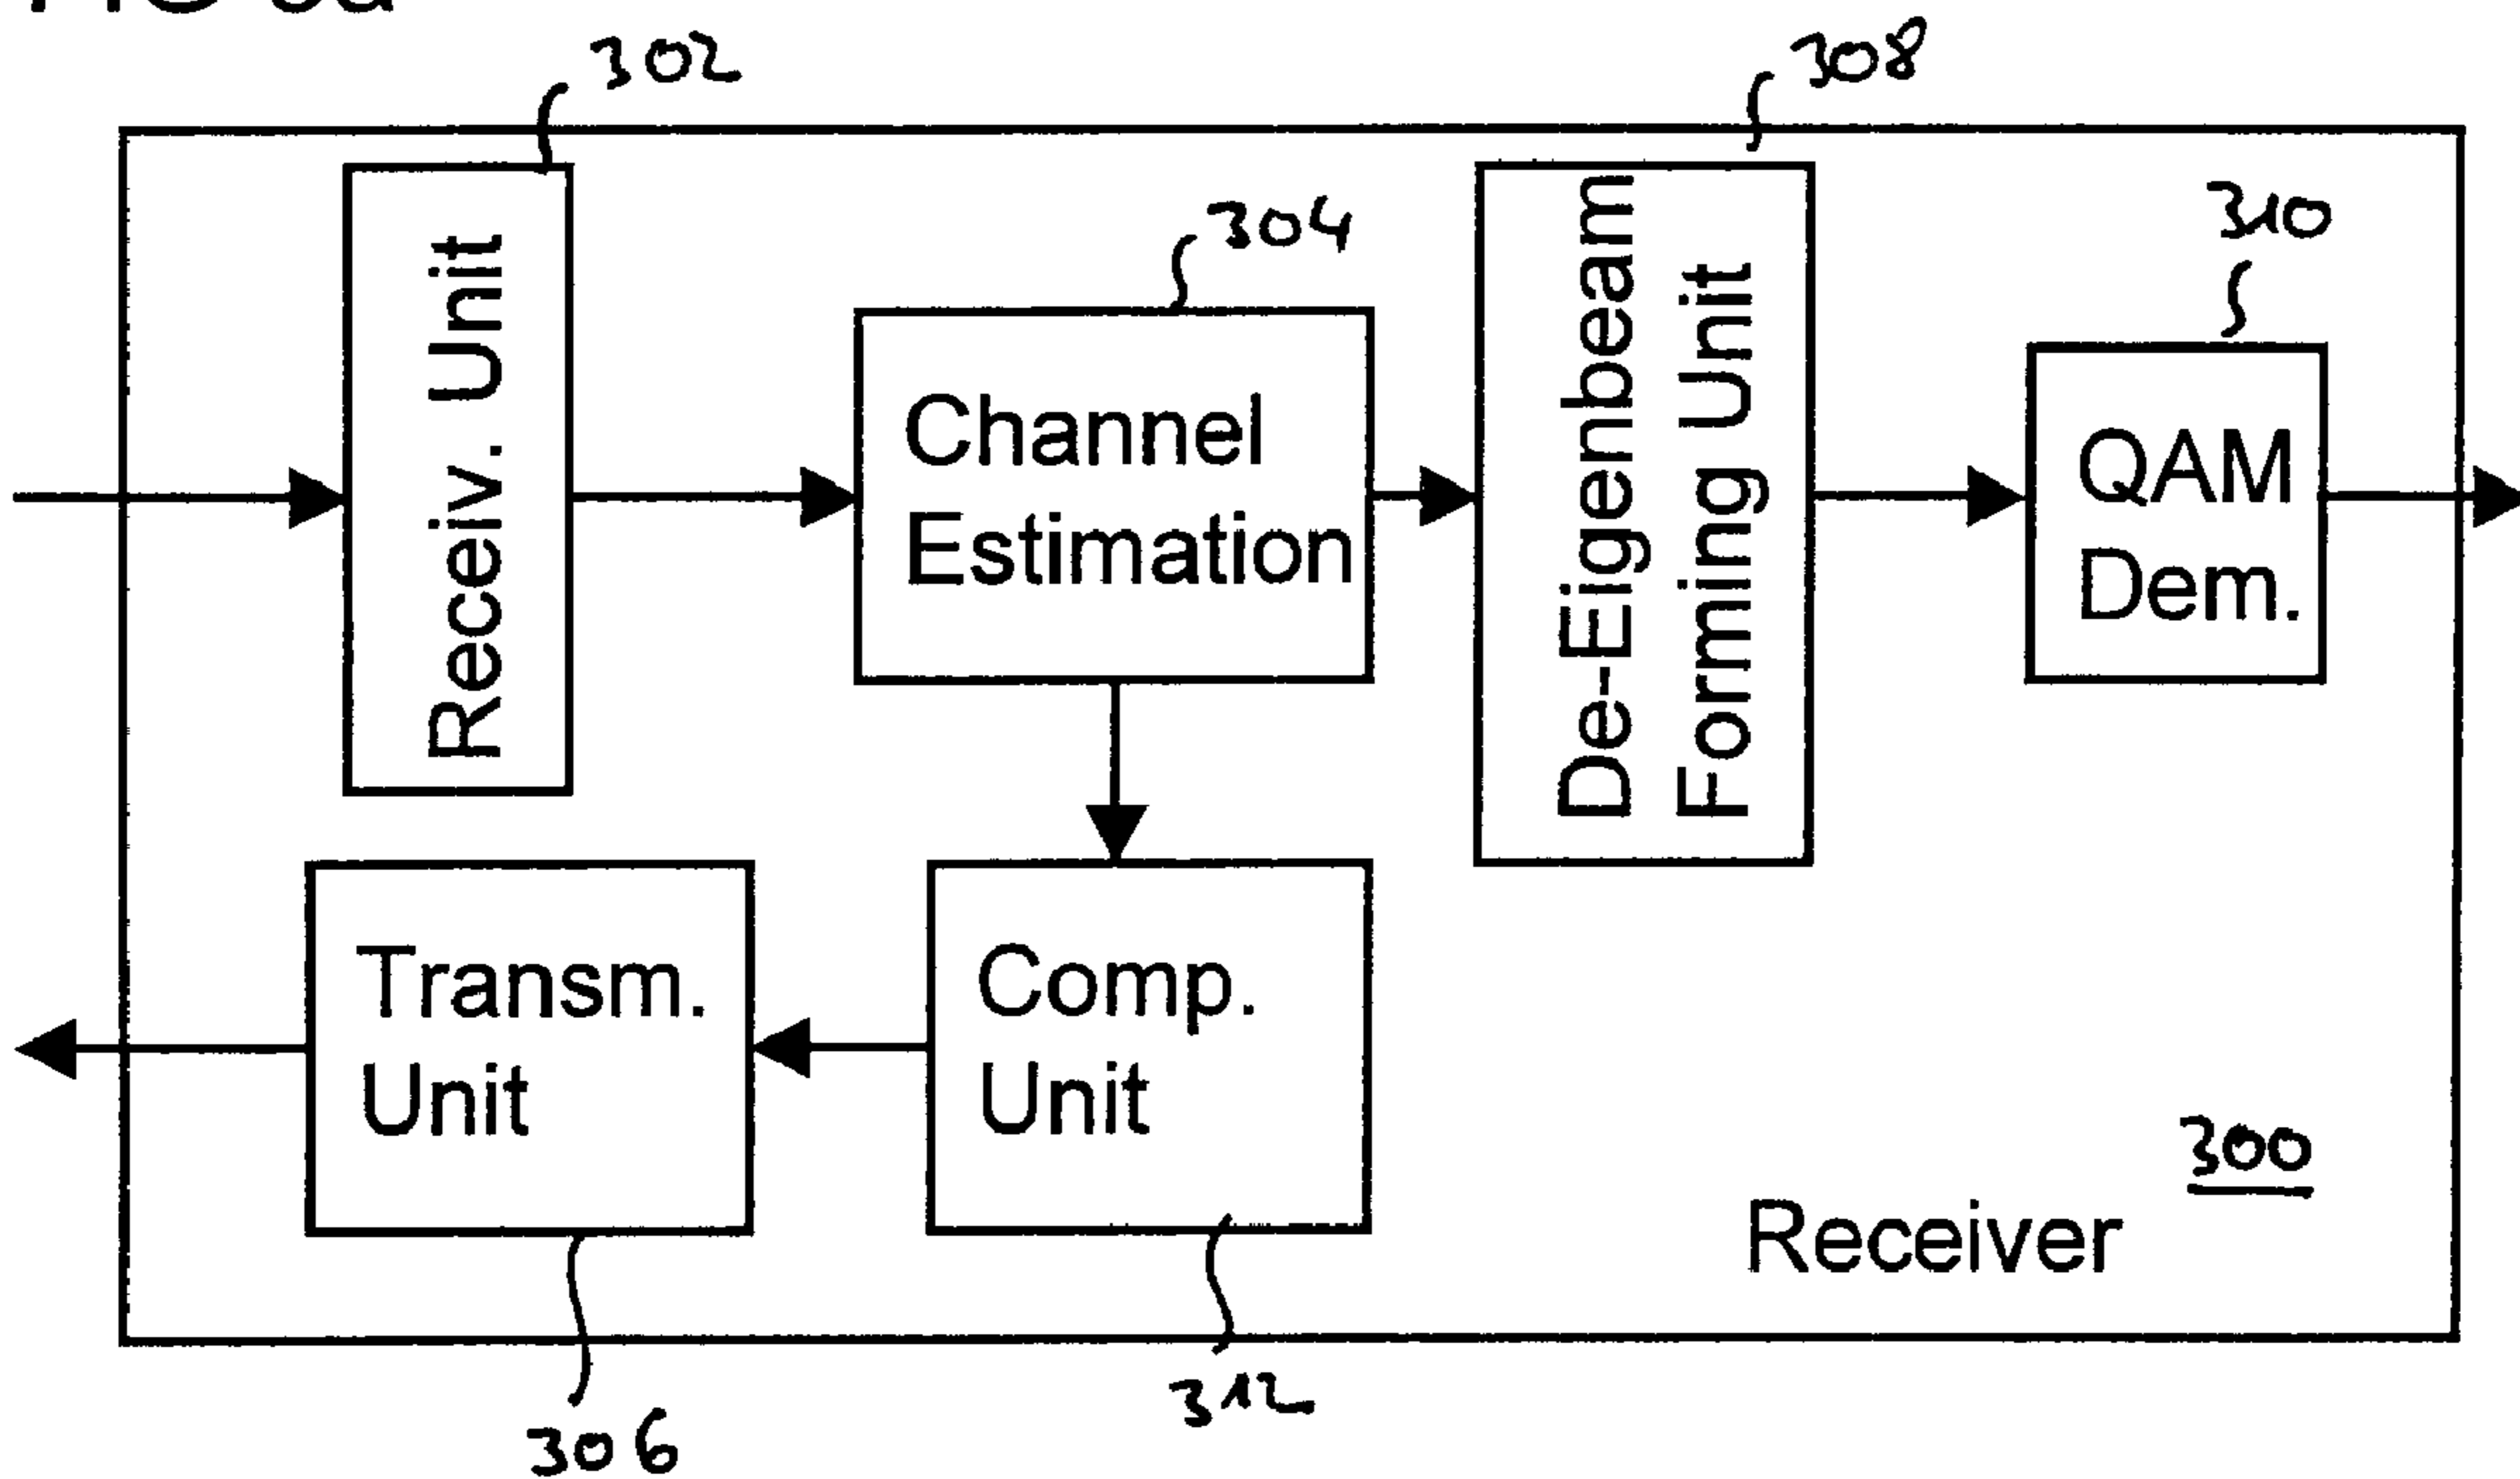 302
308
304
310
Receiv. Unit
Channel
Estimation
De-Eigenbeam
Forming Unit
QAM
Dem.
Transm.
Unit
Comp.
Unit
300
Receiver
306
312